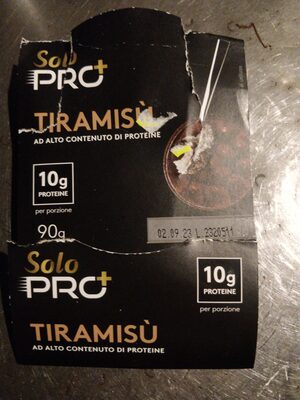 Solo
PRO+
TIRAMISÙ
AD ALTO CONTENUTO DI PROTEINE
10g
PROTEINE
per porzione
90g
02.09.23 L.2320511
Solo
PRO+
10g
PROTEINE
per porzione
TIRAMISÙ
AD ALTO CONTENUTO DI PROTEINE